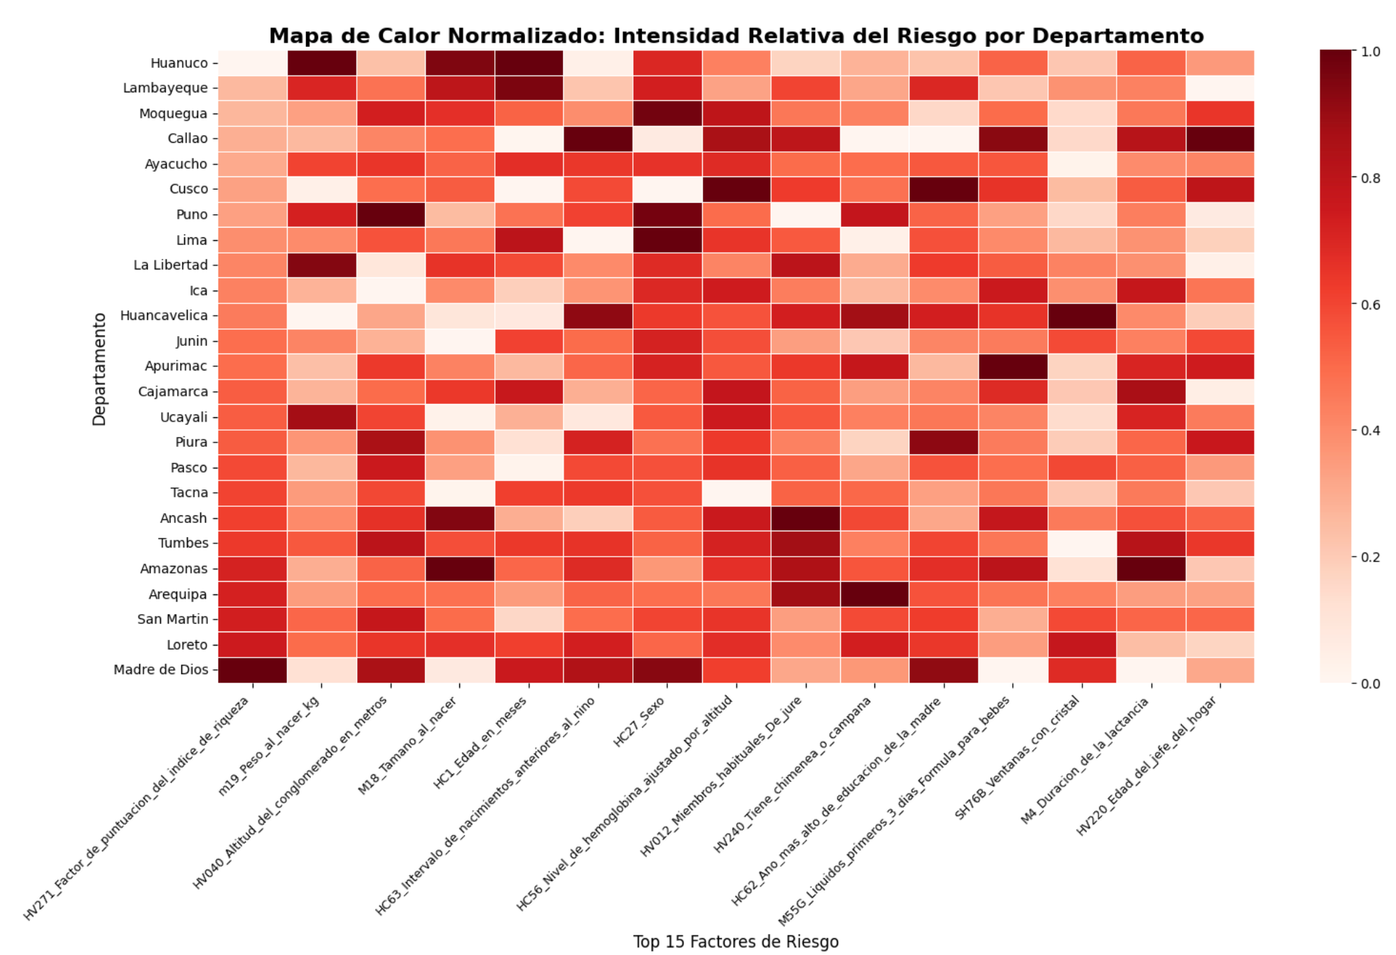 Mapa de Calor Normalizado: Intensidad Relativa del Riesgo por Departamento
Departamento
Huanuco
Lambayeque
Moquegua
Callao
Ayacucho
Cusco
Puno
Lima
La Libertad
Ica
Huancavelica
Junin
Apurimac
Cajamarca
Ucayali
Piura
Pasco
Tacna
Ancash
Tumbes
Amazonas
Arequipa
San Martin
Loreto
Madre de Dios
1.0
0.8
0.6
0.4
0.2
0.0
HV271_Factor_de_puntuacion_del_indice_de_riqueza
m19_Peso_al_nacer_kg
HV040_Altitud_del_conglomerado_en_metros
M18_Tamano_al_nacer
HC1_Edad_en_meses
HC63_Intervalo_de_nacimientos_anteriores_al_nino
HC27_Sexo
HC56_Nivel_de_hemoglobina_ajustado_por_altitud
HV012_Miembros_habituales_De_jure
HV240_Tiene_chimenea_o_campana
HC62_Ano_mas_alto_de_educacion_de_la_madre
M55G_Liquidos_primeros_3_dias_Formula_para_bebes
SH76B_Ventanas_con_cristal
M4_Duracion_de_la_lactancia
HV220_Edad_del_jefe_del_hogar
Top 15 Factores de Riesgo